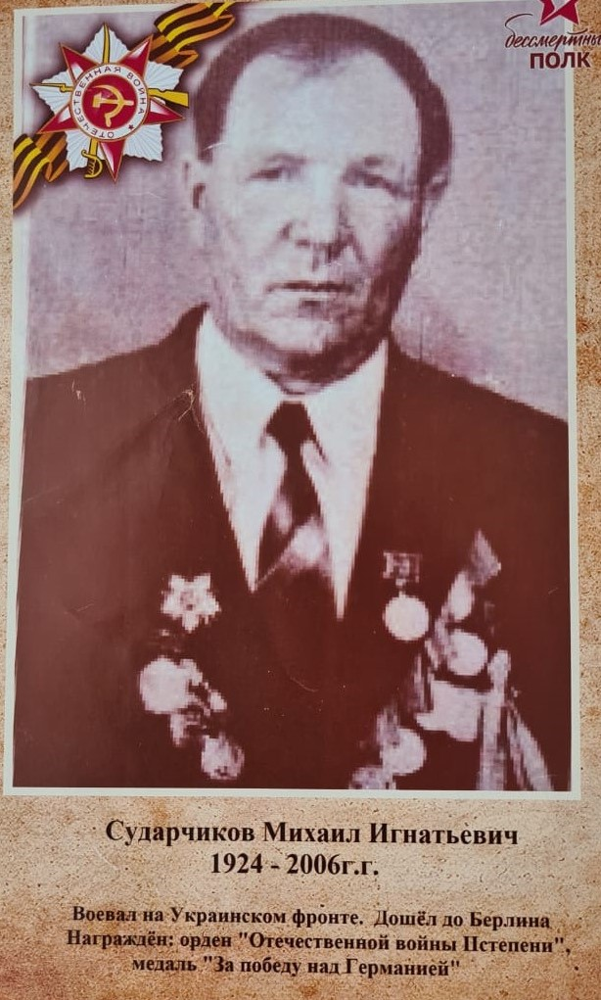 ОТЕЧЕСТВЕННАЯ ВОЙНА
бессмертный
ПОЛК
Сударчиков Михаил Игнатьевич
1924 - 2006г.г.
Воевал на Украинском фронте. Дошёл до Берлина
Награждён: орден "Отечественной войны IIстепени",
медаль "За победу над Германией"